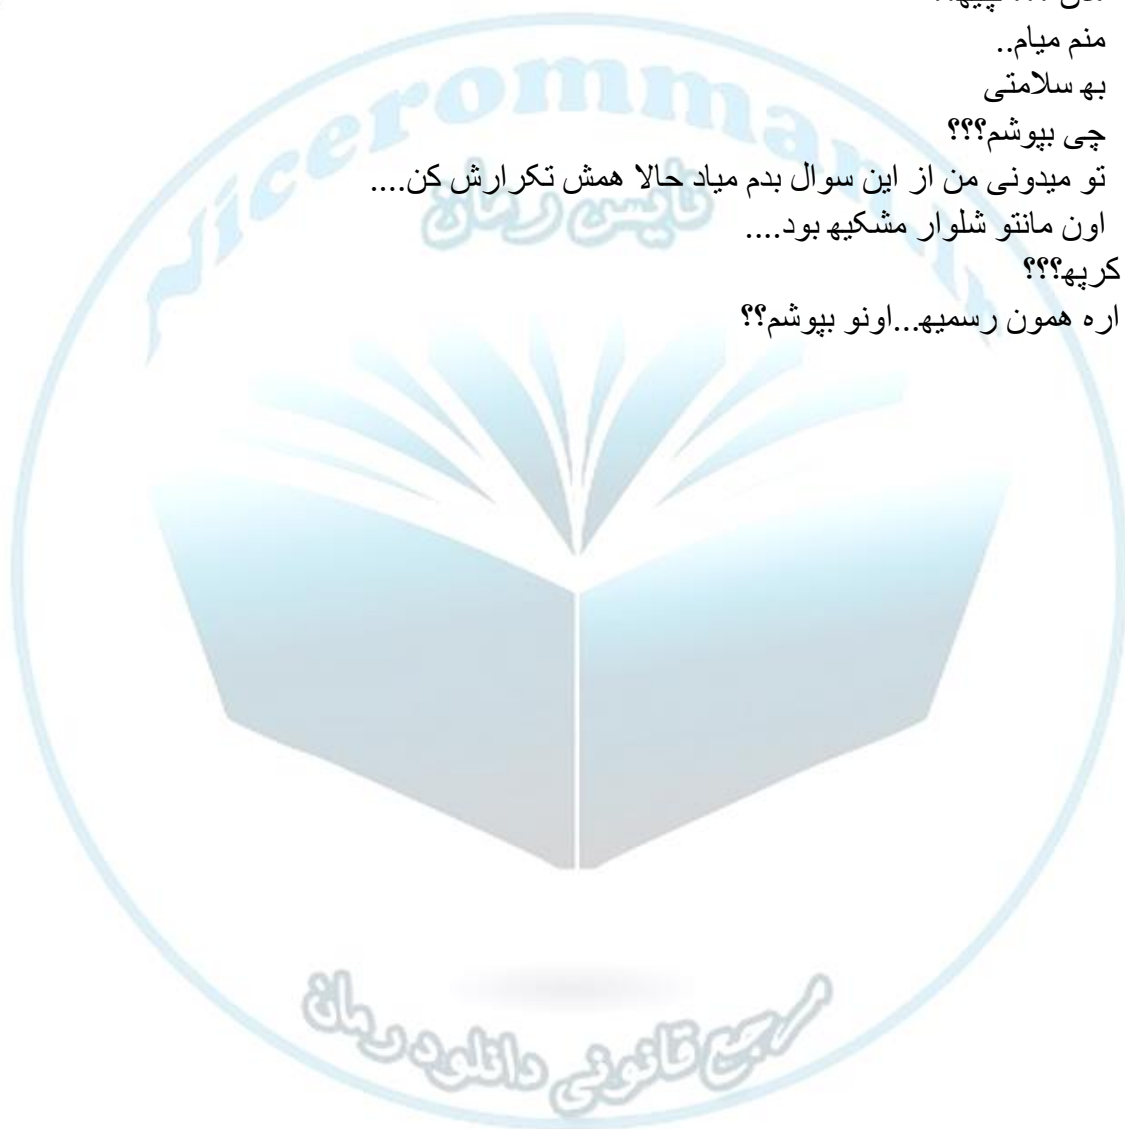 منم میام..
به سلامتی
چی بپوشم؟؟؟
تو میدونی من از این سوال بدم میاد حالا همش تکرارش کن....
اون مانتو شلوار مشکیه بود....
کرپه؟؟؟
اره همون رسمیه...اونو بپوشم؟؟
نایس رمان
مرجع قانونی دانلود رمان